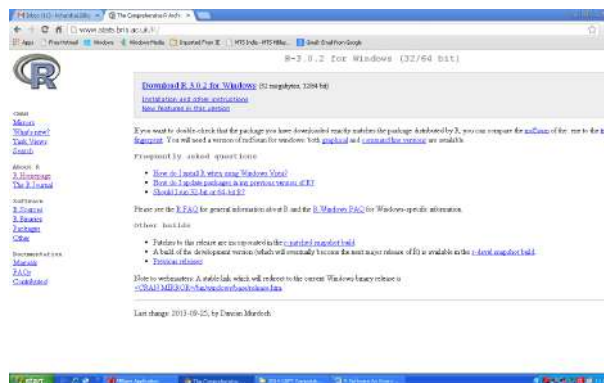 The Comprehensive R Archi
www.stats.bris.ac.uk/R/
Apps Free Hotmail Windows Windows Media Imported From IE
R-3.0.2 for Windows (32/64 bit)
Download R 3.0.2 for Windows (52 megabytes, 32/64 bit)
Installation and other instructions
New features in this version
If you want to double-check that the package you have downloaded exactly matches the package distributed by R, you can compare the md5sum of the .exe to the
fingerprint. You will need a version of md5sum for windows: both graphical and command line versions are available.
Frequently asked questions
How do I install R when using Windows Vista?
How do I update packages in my previous version of R?
Should I run 32-bit or 64-bit R?
Please see the R FAQ for general information about R and the R Windows FAQ for Windows-specific information.
Other builds
Patches to this release are incorporated in the r-patched snapshot build.
A build of the development version (which will eventually become the next major release of R) is available in the r-devel snapshot build.
Previous releases
Note to webmasters: A stable link which will redirect to the current Windows binary release is
<CRAN MIRROR>/bin/windows/base/release.htm.
Last change: 2013-09-25, by Duncan Murdoch
CRAN
Mirrors
What's new?
Task Views
Search
About R
R Homepage
The R Journal
Software
R Sources
R Binaries
Packages
Other
Documentation
Manuals
FAQs
Contributed
start